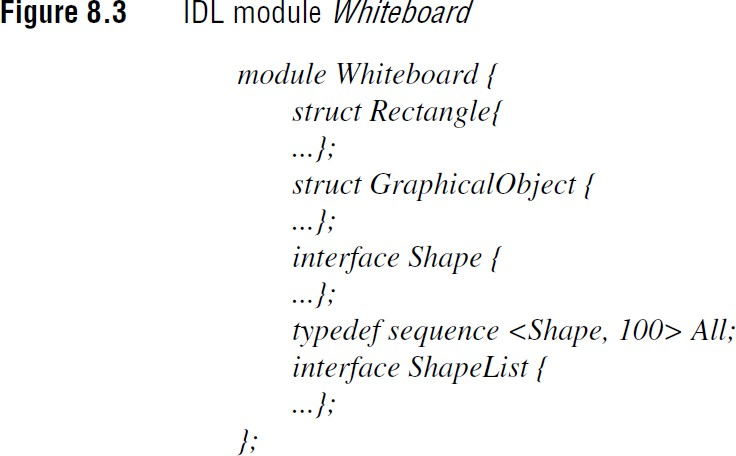 Figure 8.3 IDL module Whiteboard
module Whiteboard {
struct Rectangle{
...};
struct GraphicalObject {
...};
interface Shape {
...};
typedef sequence <Shape, 100> All;
interface ShapeList {
...};
};